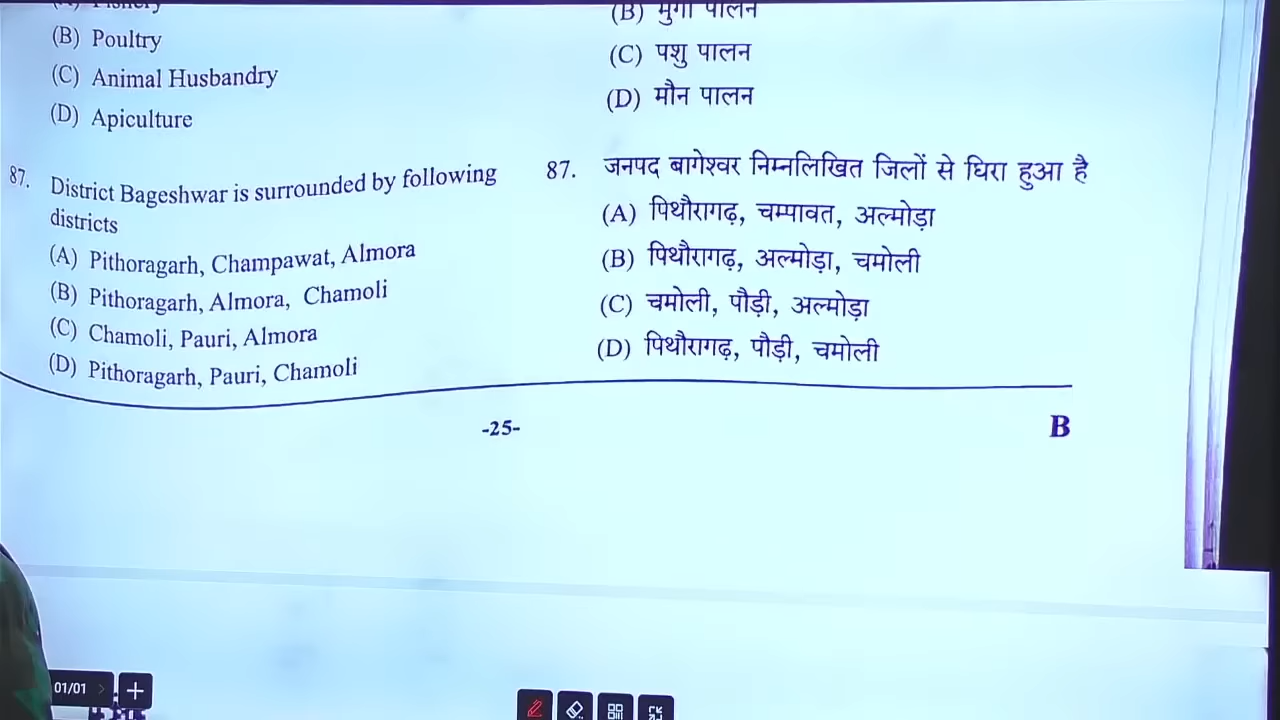 (B) Poultry
(C) Animal Husbandry
(D) Apiculture
87. District Bageshwar is surrounded by following
districts
(A) Pithoragarh, Champawat, Almora
(B) Pithoragarh, Almora, Chamoli
(C) Chamoli, Pauri, Almora
(D) Pithoragarh, Pauri, Chamoli
(B) मुर्गी पालन
(C) पशु पालन
(D) मौन पालन
87. जनपद बागेश्वर निम्नलिखित जिलों से घिरा हुआ है
(A) पिथौरागढ़, चम्पावत, अल्मोड़ा
(B) पिथौरागढ़, अल्मोड़ा, चमोली
(C) चमोली, पौड़ी, अल्मोड़ा
(D) पिथौरागढ़, पौड़ी, चमोली
-25-
B
01/01